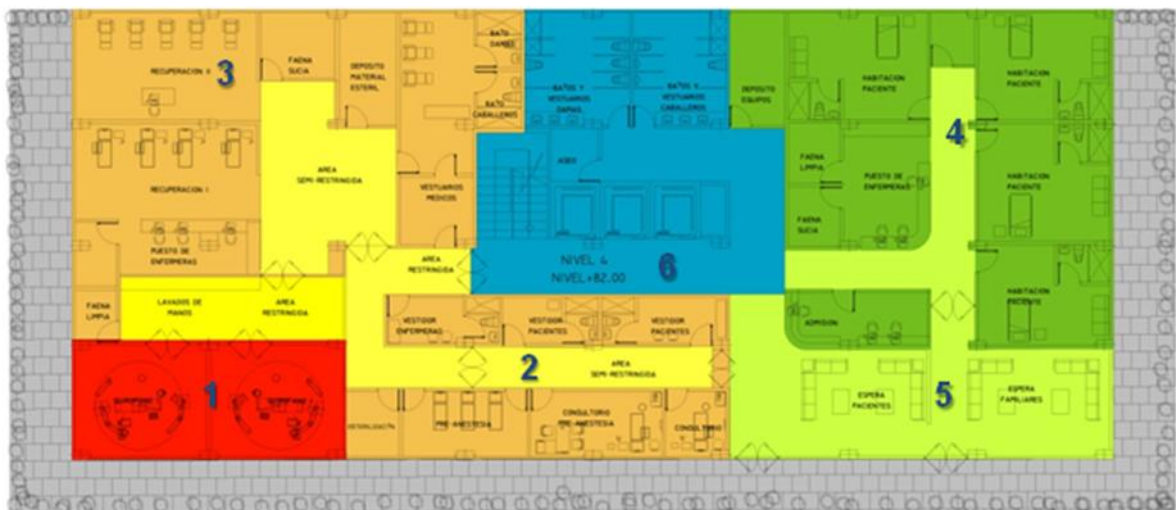 RECUPERACION II
3
FAENA
SUCIA
DEPOSITO
MATERIAL
ESTERIL
BAÑO
DAMAS
BAÑO
CABALLEROS
BAÑOS Y
VESTUARIOS
DAMAS
BAÑOS Y
VESTUARIOS
CABALLEROS
DEPOSITO
EQUIPOS
HABITACION
PACIENTE
HABITACION
PACIENTE
4
RECUPERACION I
AREA
SEMI-RESTRINGIDA
VESTUARIOS
MEDICOS
ASEO
FAENA
LIMPIA
PUESTO DE
ENFERMERAS
HABITACION
PACIENTE
FAENA
SUCIA
PUESTO DE
ENFERMERAS
AREA
RESTRINGIDA
NIVEL 4
NIVEL+82.00
6
FAENA
LIMPIA
LAVADOS DE
MANOS
AREA
RESTRINGIDA
VESTIDOR
ENFERMERAS
VESTIDOR
PACIENTES
VESTIDOR
PACIENTES
ADMISION
HABITACION
PACIENTE
1
2
AREA
SEMI-RESTRINGIDA
5
ESPERA
PACIENTES
ESPERA
FAMILIARES
PRE-ANESTESIA
CONSULTORIO
PRE-ANESTESIA
CONSULTORIO